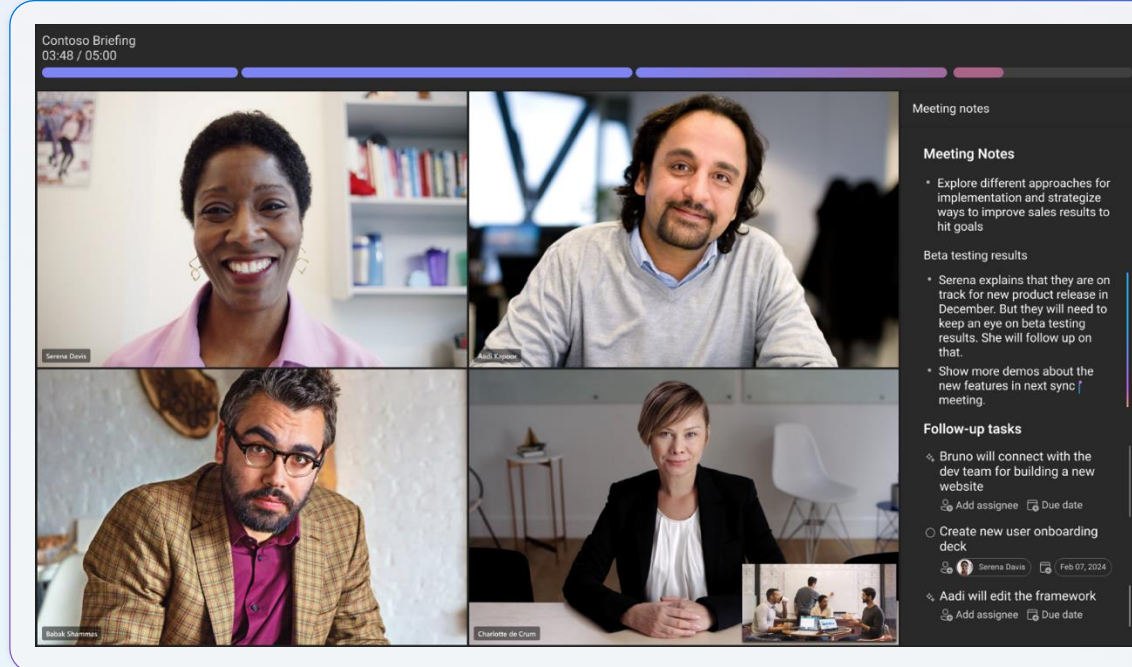 Contoso Briefing
03:48 / 05:00
Serena Davis
Aadi Kapoor
Babak Shammas
Charlotte de Crum
Meeting notes
Meeting Notes
Explore different approaches for
implementation and strategize
ways to improve sales results to
hit goals
Beta testing results
Serena explains that they are on
track for new product release in
December. But they will need to
keep an eye on beta testing
results. She will follow up on
that.
Show more demos about the
new features in next sync
meeting.
Follow-up tasks
Bruno will connect with the
dev team for building a new
website
Add assignee Due date
Create new user onboarding
deck
Serena Davis Feb 07, 2024
Aadi will edit the framework
Add assignee Due date